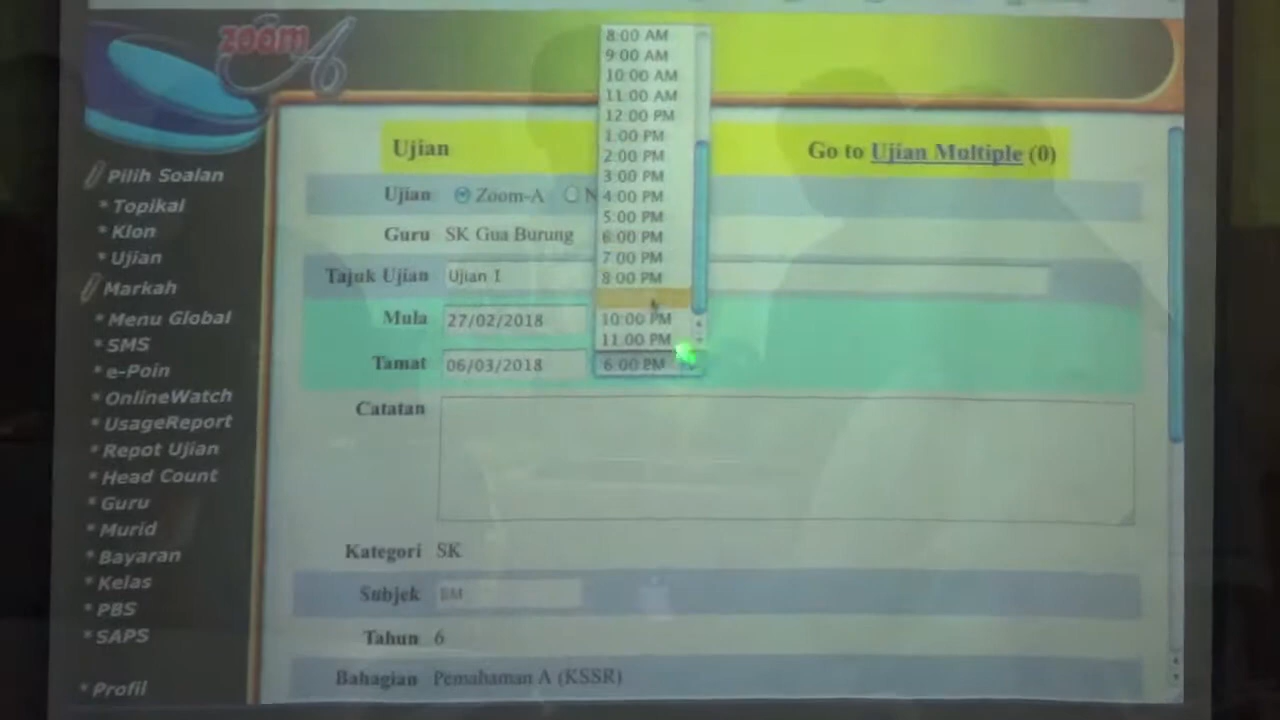 zoom A
8:00 AM
9:00 AM
10:00 AM
11:00 AM
12:00 PM
1:00 PM
2:00 PM
3:00 PM
4:00 PM
5:00 PM
6:00 PM
7:00 PM
8:00 PM
10:00 PM
11:00 PM
Ujian
Go to Ujian Multiple (0)
Ujian Zoom-A N
Guru SK Gua Burung
Tajuk Ujian Ujian 1
Mula 27/02/2018
Tamat 06/03/2018 6:00 PM
Catatan
Kategori SK
Subjek BM
Tahun 6
Bahagian Pemahaman A (KSSR)
Pilih Soalan
* Topikal
* Klon
* Ujian
Markah
* Menu Global
* SMS
* e-Poin
* OnlineWatch
* UsageReport
* Repot Ujian
* Head Count
* Guru
* Murid
* Bayaran
* Kelas
* PBS
* SAPS
* Profil